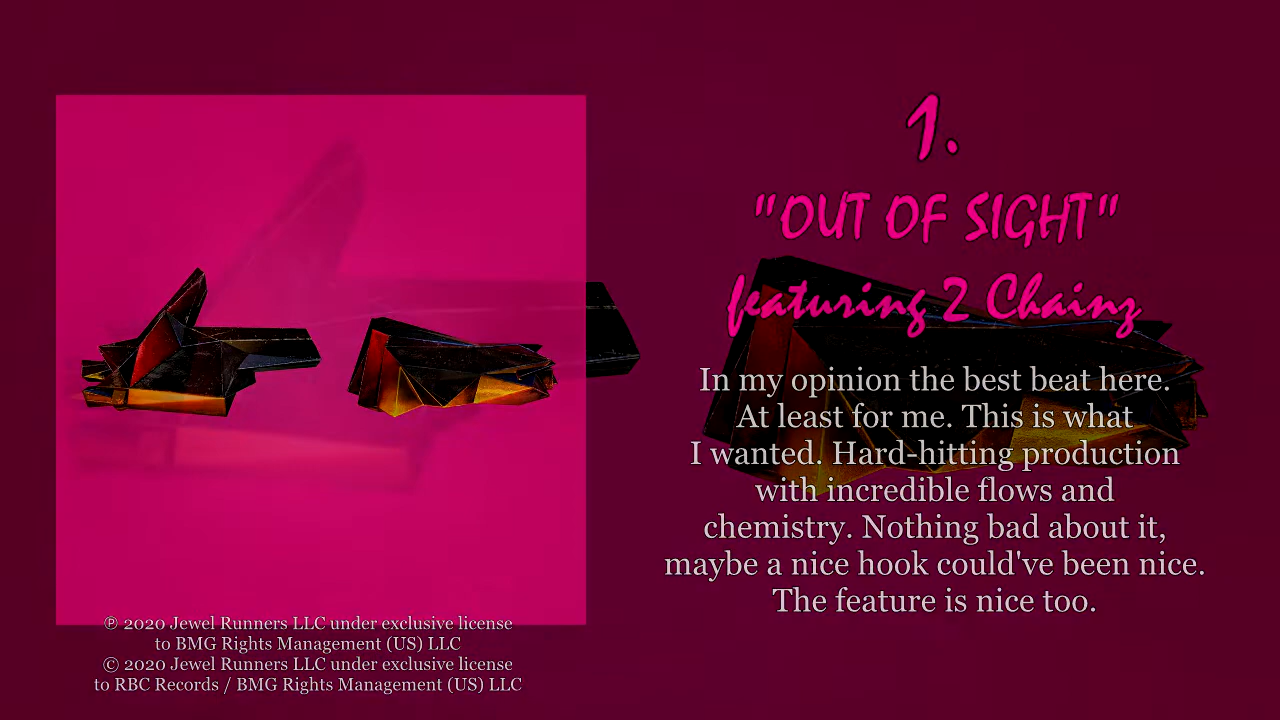 1.
"OUT OF SIGHT"
featuring 2 Chainz
In my opinion the best beat here.
At least for me. This is what
I wanted. Hard-hitting production
with incredible flows and
chemistry. Nothing bad about it,
maybe a nice hook could've been nice.
The feature is nice too.
℗ 2020 Jewel Runners LLC under exclusive license
to BMG Rights Management (US) LLC
© 2020 Jewel Runners LLC under exclusive license
to RBC Records / BMG Rights Management (US) LLC